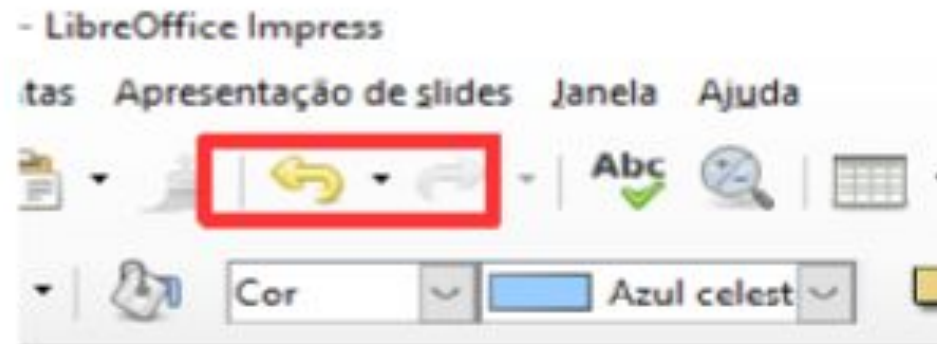 - LibreOffice Impress
tas Apresentação de slides Janela Ajuda
Abc
Cor Azul celest